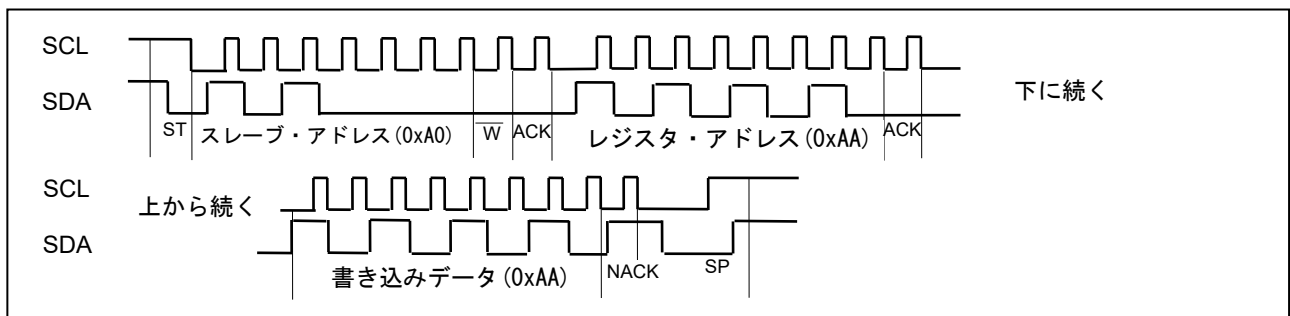 SCL
SDA
下に続く
ST スレーブ・アドレス(0xA0) W ACK レジスタ・アドレス(0xAA) ACK
SCL
上から続く
SDA
書き込みデータ(0xAA) NACK SP